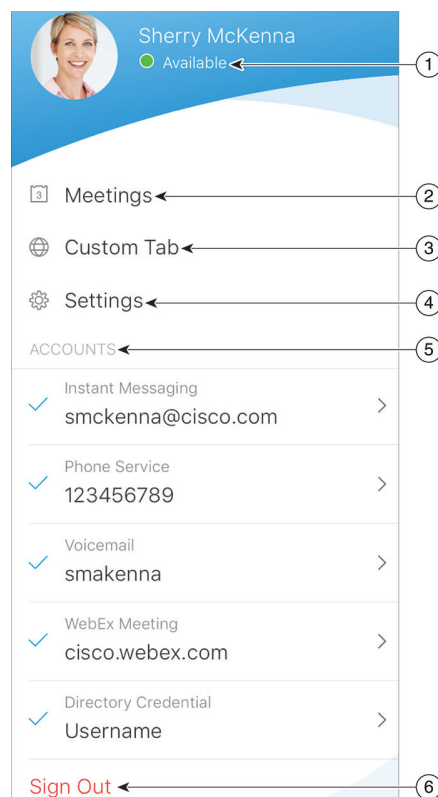 Sherry McKenna
Available
1
3
Meetings
2
Custom Tab
3
Settings
4
ACCOUNTS
5
Instant Messaging
smckenna@cisco.com
Phone Service
123456789
Voicemail
smakenna
WebEx Meeting
cisco.webex.com
Directory Credential
Username
Sign Out
6